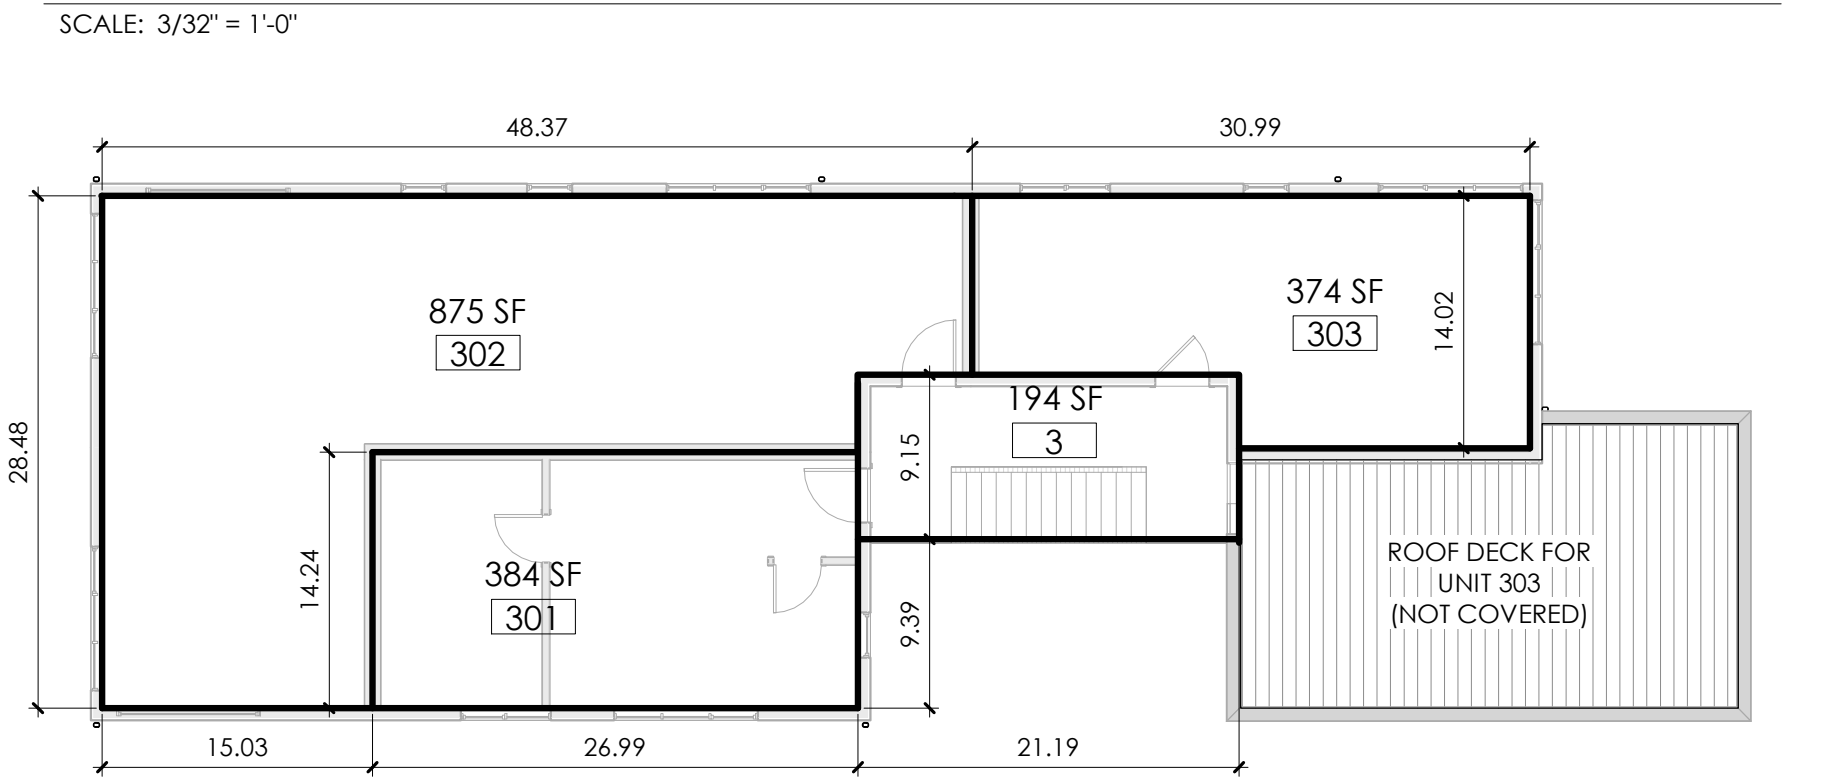 SCALE: 3/32" = 1'-0"
48.37
30.99
875 SF
302
374 SF
303
14.02
194 SF
3
9.15
28.48
14.24
384 SF
301
9.39
ROOF DECK FOR
UNIT 303
(NOT COVERED)
15.03
26.99
21.19